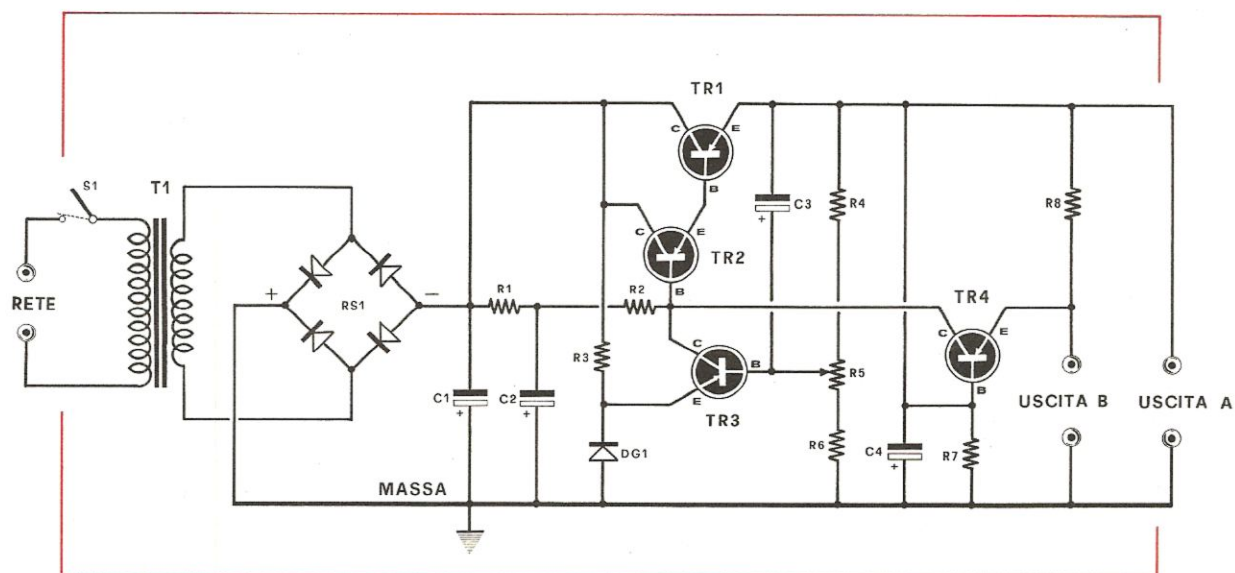 TR1
C E
B
S1 T1
C3 R4 R8
+
C E
TR2
B
RETE
+ RS1 − R1 R2
TR4
C E
B
R3
C B
E
TR3
R5
C1 C2
+ +
USCITA B USCITA A
DG1
R6 C4 R7
+
MASSA